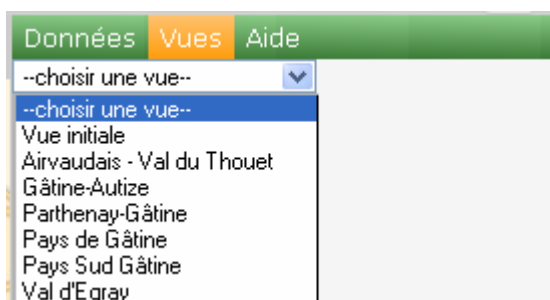 Données Vues Aide
--choisir une vue--
--choisir une vue--
Vue initiale
Airvaudais - Val du Thouet
Gâtine-Autize
Parthenay-Gâtine
Pays de Gâtine
Pays Sud Gâtine
Val d'Egray